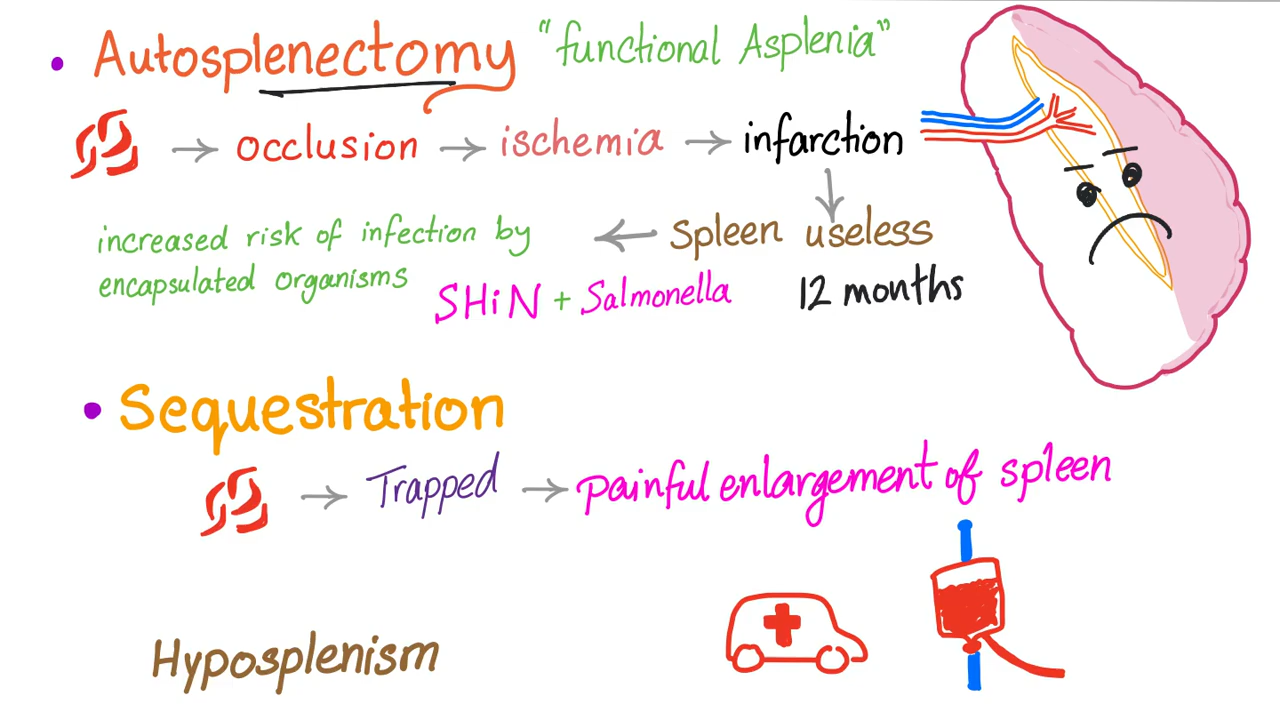 • Autosplenectomy "functional Asplenia"
→ occlusion → ischemia → infarction
increased risk of infection by ← Spleen useless
encapsulated organisms SHiN + Salmonella 12 months
• Sequestration
→ Trapped → painful enlargement of spleen
Hyposplenism